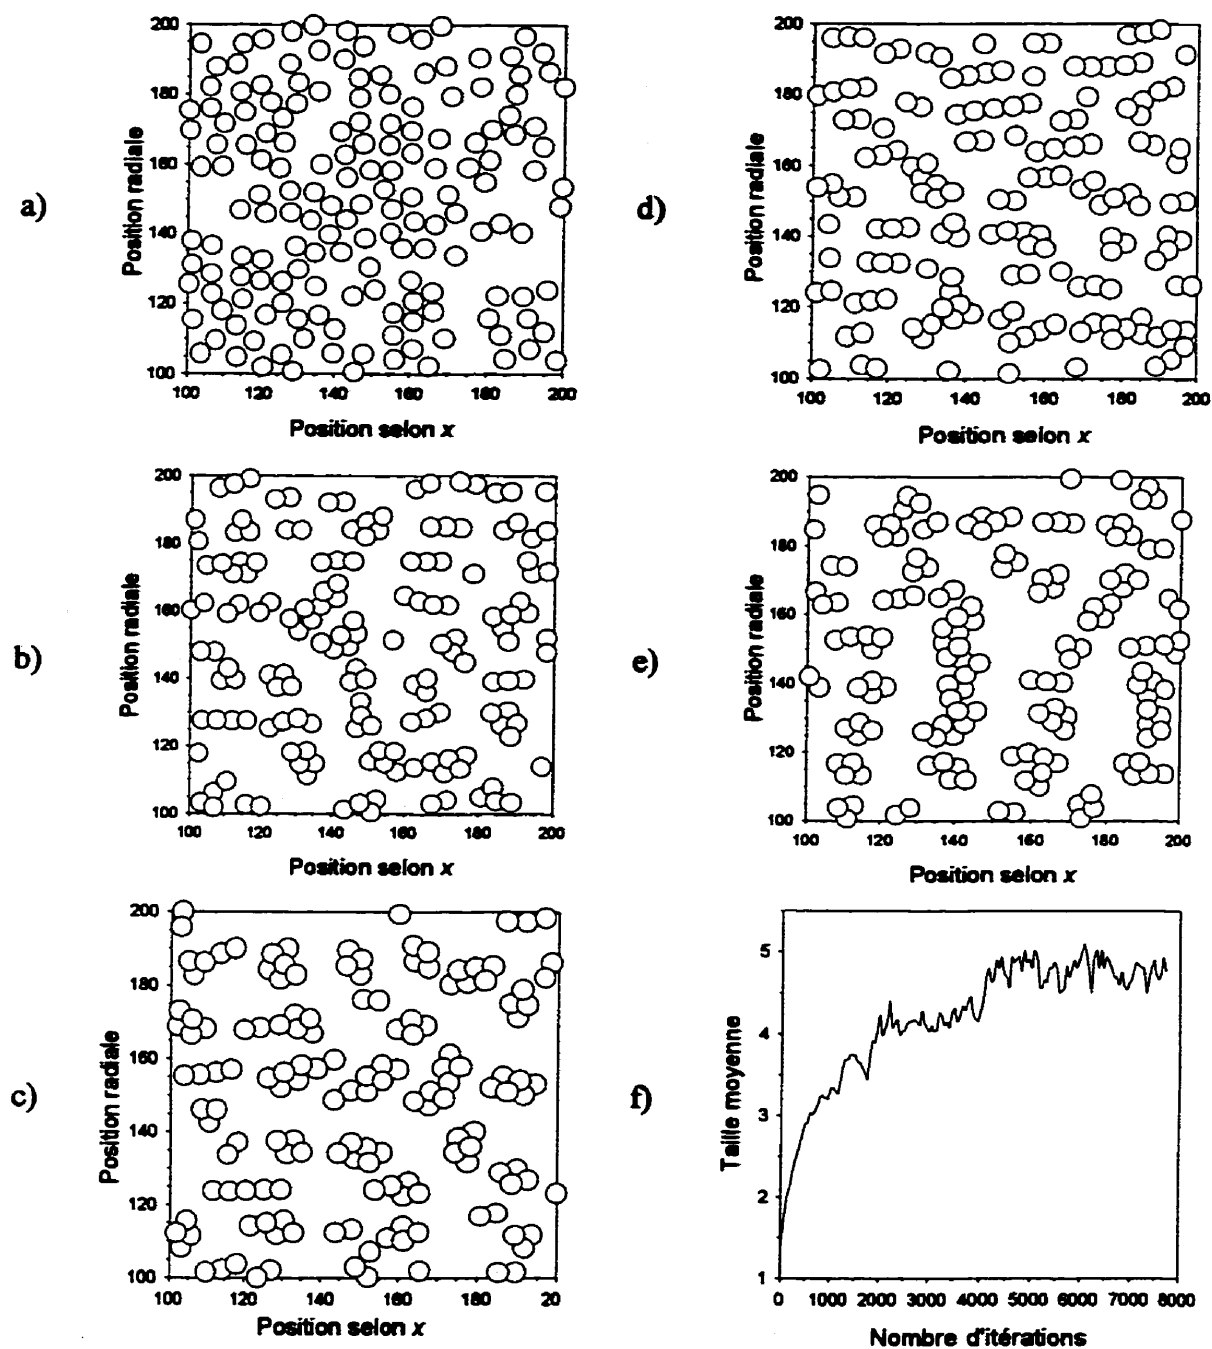 a)
Position radiale
200
180
160
140
120
100
100 120 140 160 180 200
Position selon x
b)
Position radiale
200
180
160
140
120
100
100 120 140 160 180 200
Position selon x
c)
Position radiale
200
180
160
140
120
100
100 120 140 160 180 20
Position selon x
d)
Position radiale
200
180
160
140
120
100
100 120 140 160 180 200
Position selon x
e)
Position radiale
200
180
160
140
120
100
100 120 140 160 180 200
Position selon x
f)
Taille moyenne
5
4
3
2
1
0 1000 2000 3000 4000 5000 6000 7000 8000
Nombre d'itérations